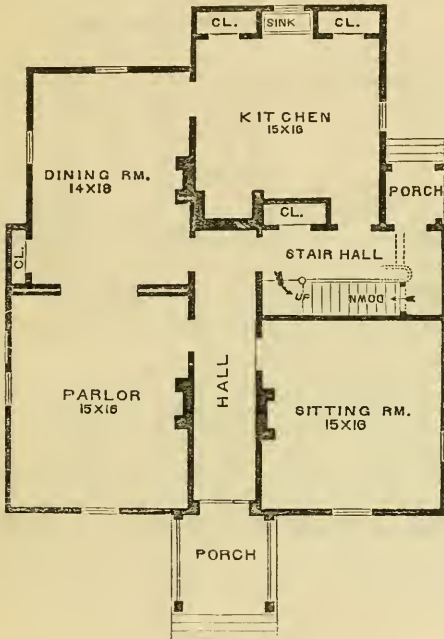 CL.
SINK
CL.
KITCHEN
15X16
DINING RM.
14X18
PORCH
CL.
CL.
STAIR HALL
UP
DOWN
PARLOR
15X16
HALL
SITTING RM.
15X16
PORCH